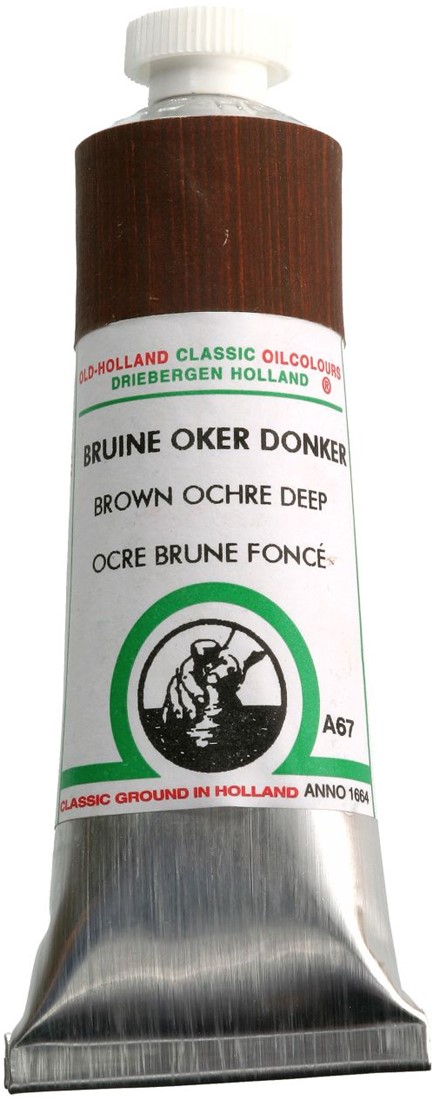 OLD-HOLLAND CLASSIC OILCOLOURS
DRIEBERGEN HOLLAND ®
BRUINE OKER DONKER
BROWN OCHRE DEEP
OCRE BRUNE FONCÉ
A67
CLASSIC GROUND IN HOLLAND ANNO 1664